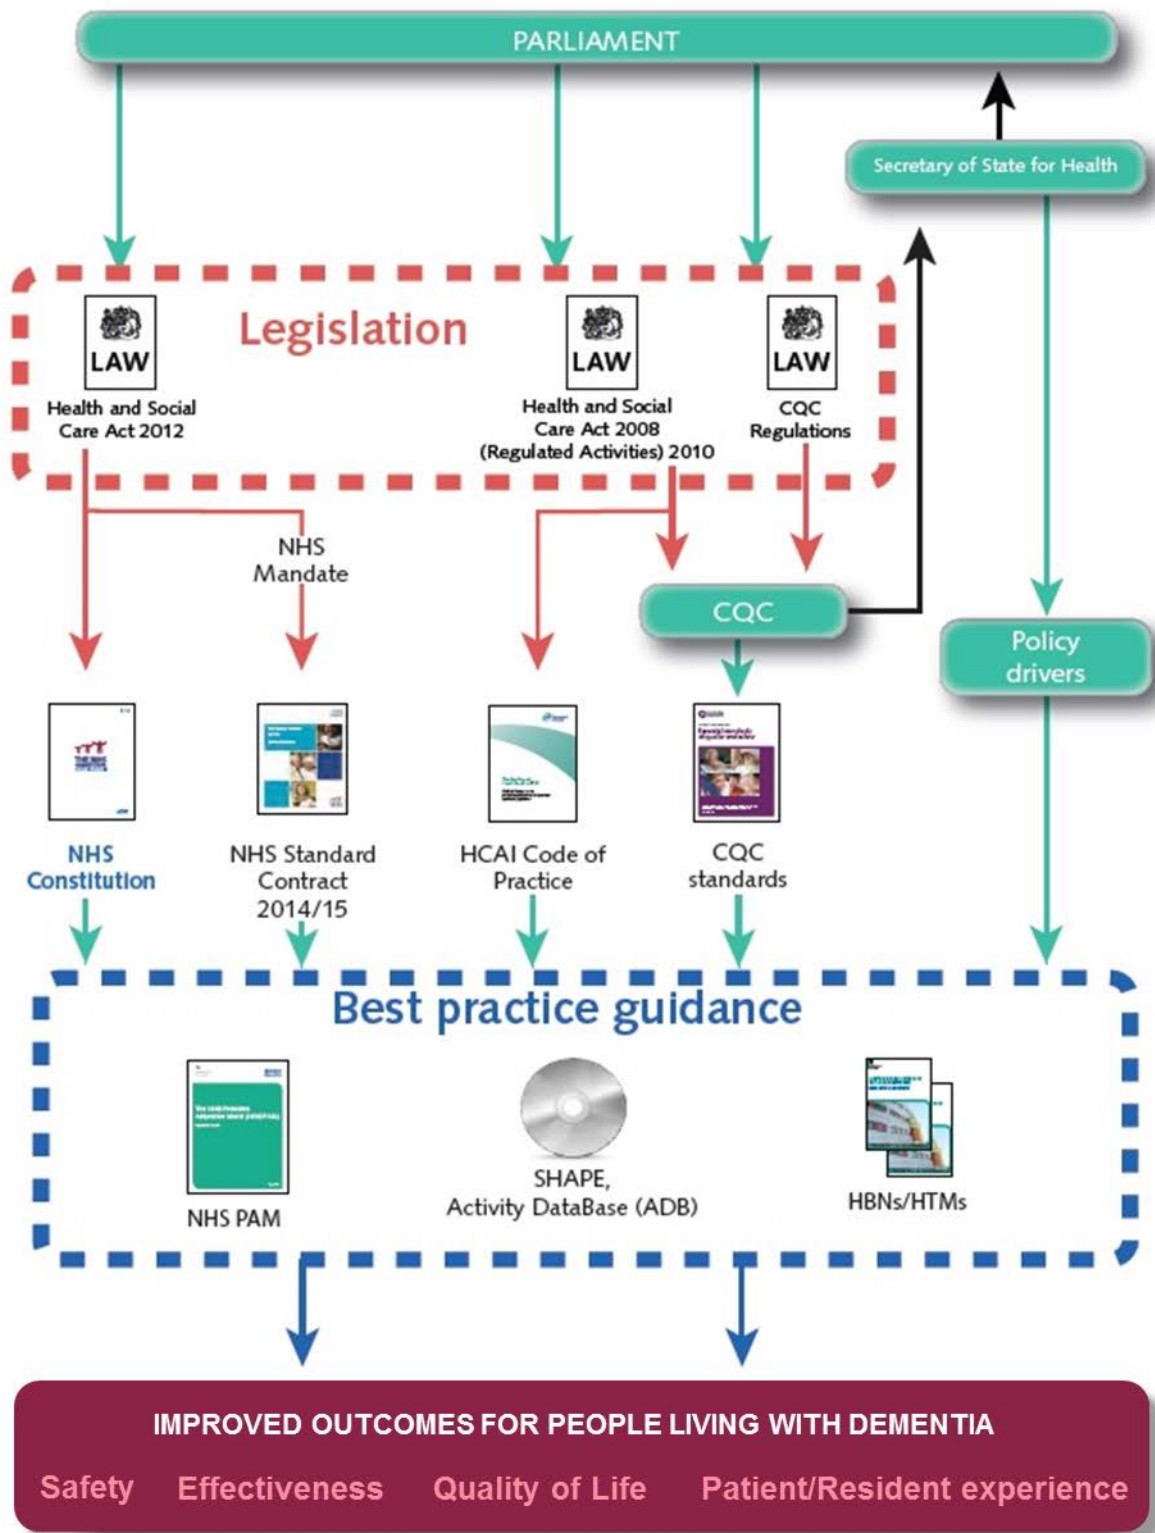 PARLIAMENT
Secretary of State for Health
Legislation
LAW
LAW
LAW
Health and Social
Care Act 2012
Health and Social
Care Act 2008
(Regulated Activities) 2010
CQC
Regulations
NHS
Mandate
CQC
Policy
drivers
NHS
Constitution
NHS Standard
Contract
2014/15
HCAI Code of
Practice
CQC
standards
Best practice guidance
NHS PAM
SHAPE,
Activity DataBase (ADB)
HBNs/HTMs
IMPROVED OUTCOMES FOR PEOPLE LIVING WITH DEMENTIA
Safety Effectiveness Quality of Life Patient/Resident experience